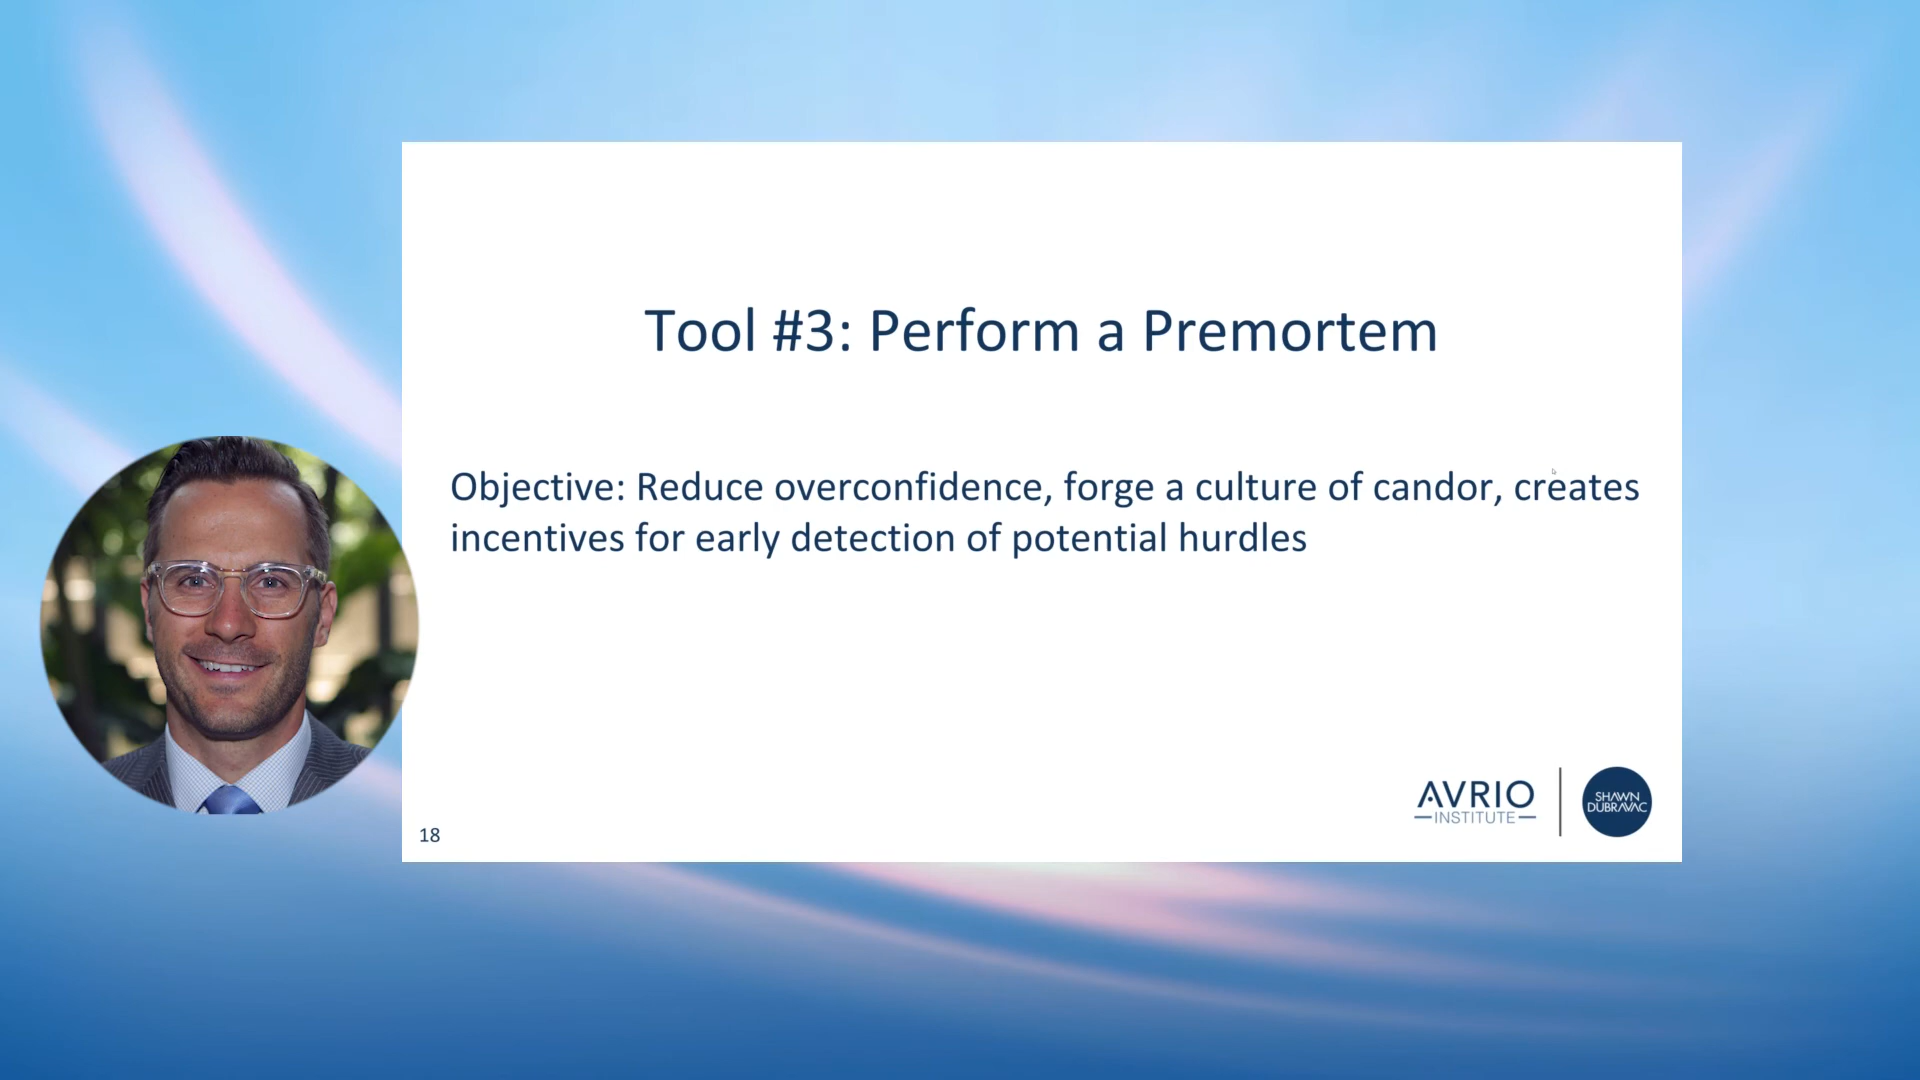 Tool #3: Perform a Premortem
Objective: Reduce overconfidence, forge a culture of candor, creates
incentives for early detection of potential hurdles
AVRIO
INSTITUTE
SHAWN
DUBRAVAC
18